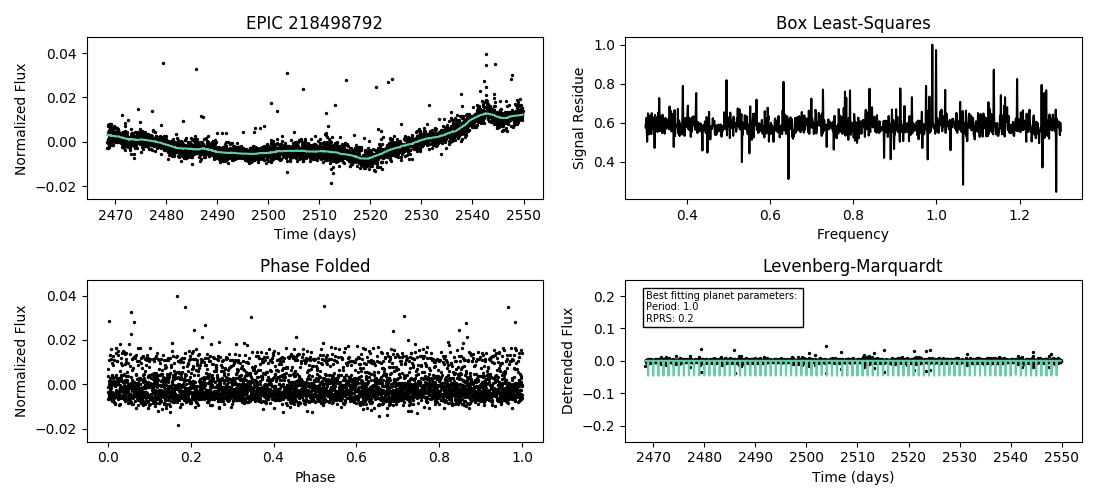 EPIC 218498792
Normalized Flux
0.04
0.02
0.00
−0.02
2470 2480 2490 2500 2510 2520 2530 2540 2550
Time (days)
Box Least-Squares
Signal Residue
1.0
0.8
0.6
0.4
0.4 0.6 0.8 1.0 1.2
Frequency
Phase Folded
Normalized Flux
0.04
0.02
0.00
−0.02
0.0 0.2 0.4 0.6 0.8 1.0
Phase
Levenberg-Marquardt
Detrended Flux
0.2
0.1
0.0
−0.1
−0.2
Best fitting planet parameters:
Period: 1.0
RPRS: 0.2
2470 2480 2490 2500 2510 2520 2530 2540 2550
Time (days)